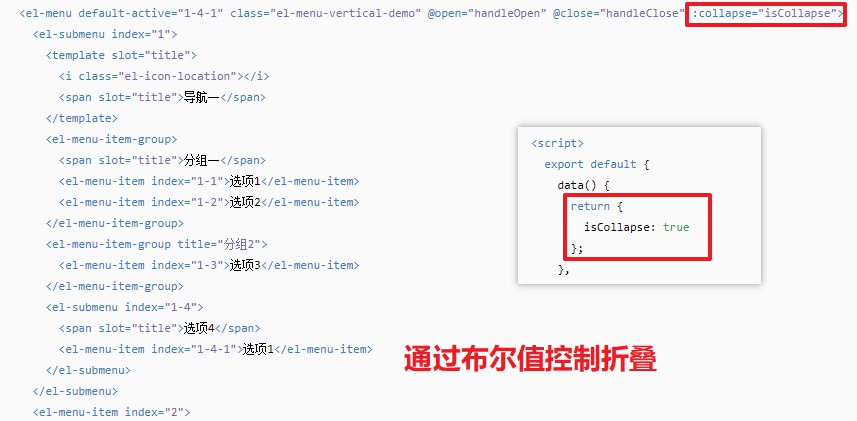 <el-menu default-active="1-4-1" class="el-menu-vertical-demo" @open="handleOpen" @close="handleClose" :collapse="isCollapse">
<el-submenu index="1">
<template slot="title">
<i class="el-icon-location"></i>
<span slot="title">导航一</span>
</template>
<el-menu-item-group>
<span slot="title">分组一</span>
<el-menu-item index="1-1">选项1</el-menu-item>
<el-menu-item index="1-2">选项2</el-menu-item>
</el-menu-item-group>
<el-menu-item-group title="分组2">
<el-menu-item index="1-3">选项3</el-menu-item>
</el-menu-item-group>
<el-submenu index="1-4">
<span slot="title">选项4</span>
<el-menu-item index="1-4-1">选项1</el-menu-item>
</el-submenu>
</el-submenu>
<el-menu-item index="2">
<script>
export default {
data() {
return {
isCollapse: true
};
},
通过布尔值控制折叠